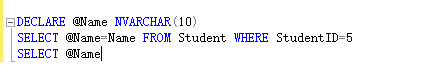 DECLARE @Name NVARCHAR(10)
SELECT @Name=Name FROM Student WHERE StudentID=5
SELECT @Name